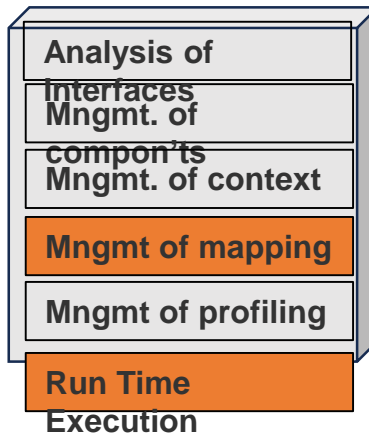 Analysis of
Interfaces
Mngmt. of
compon'ts
Mngmt. of context
Mngmt of mapping
Mngmt of profiling
Run Time
Execution